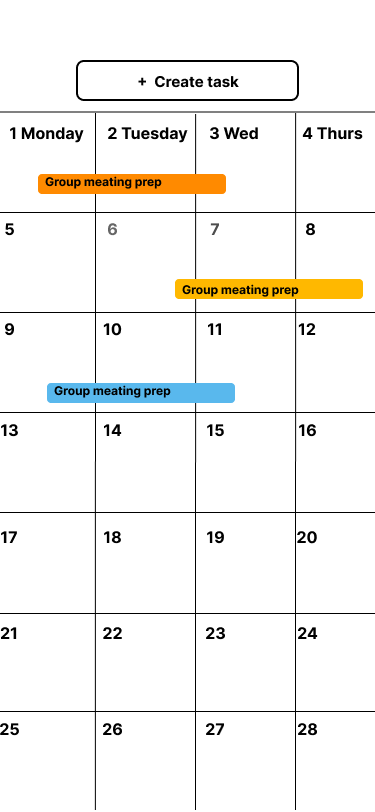 + Create task
1 Monday 2 Tuesday 3 Wed 4 Thurs
Group meating prep
5 6 7 8
Group meating prep
9 10 11 12
Group meating prep
13 14 15 16
17 18 19 20
21 22 23 24
25 26 27 28